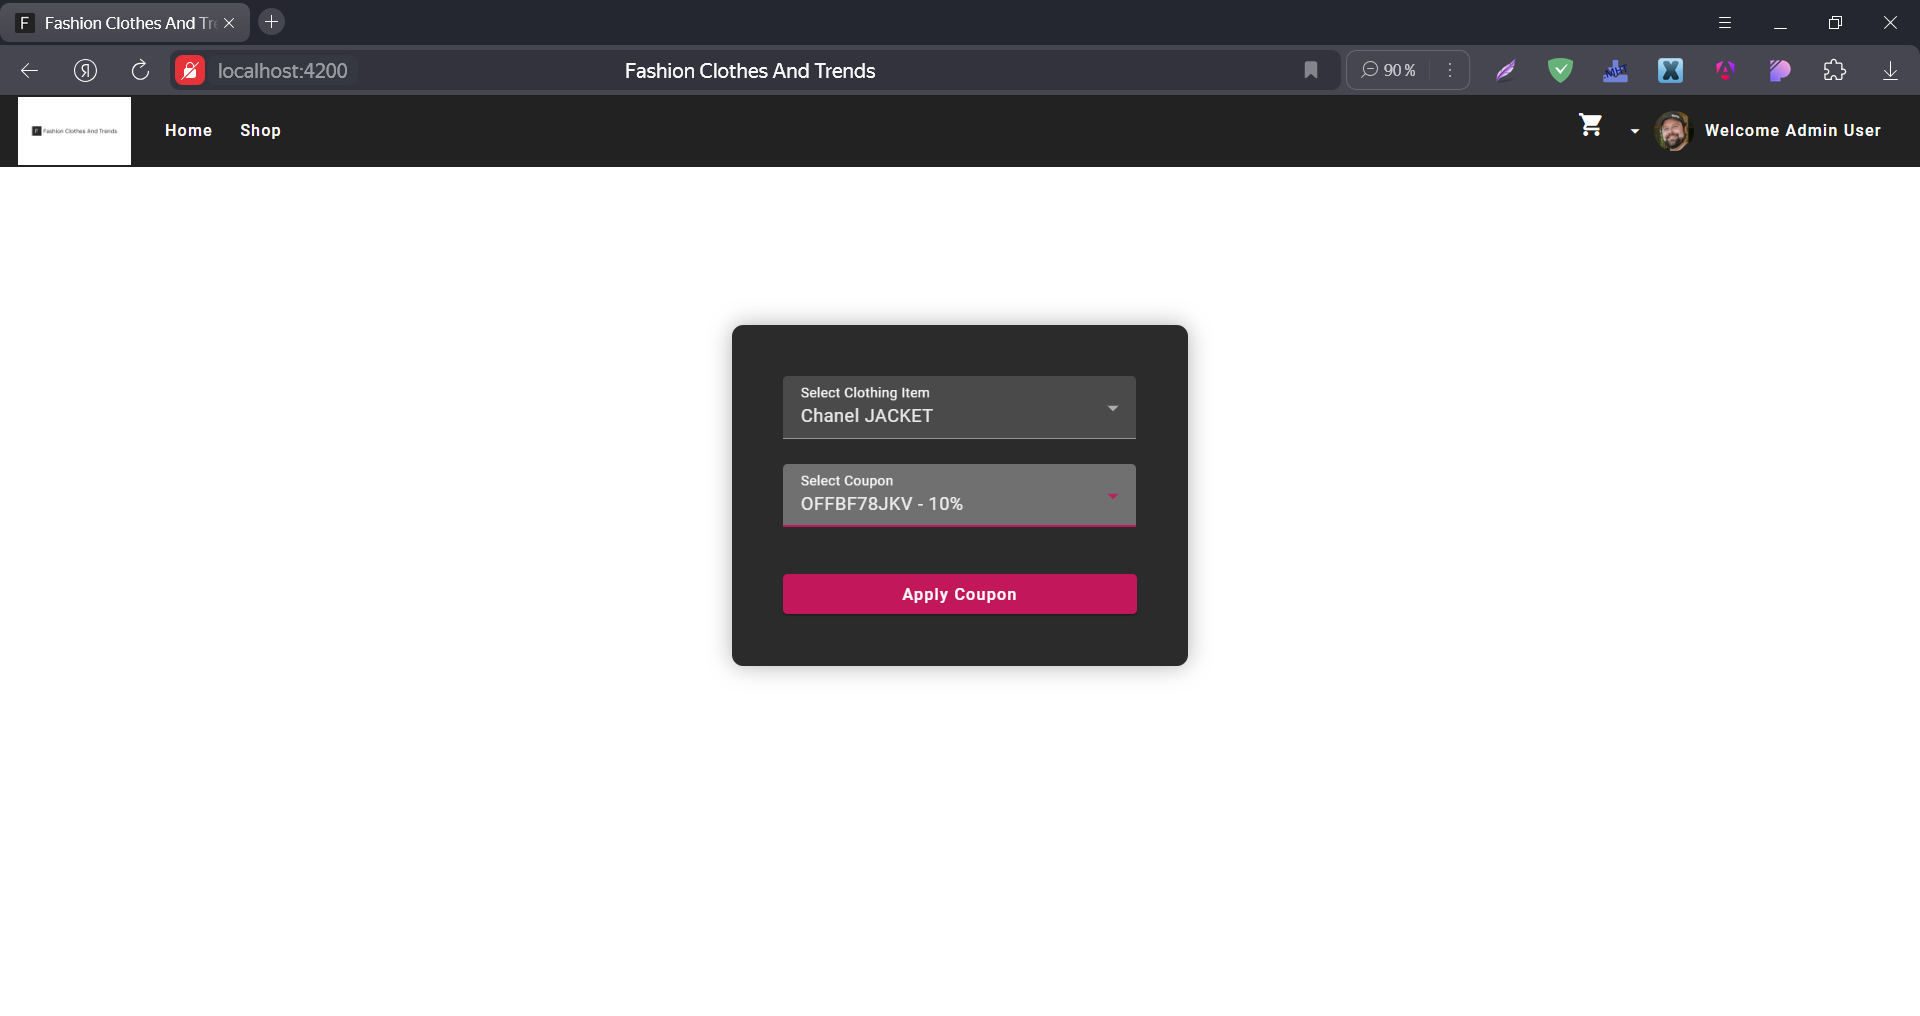 F Fashion Clothes And Tr
localhost:4200
Fashion Clothes And Trends
90 %
F Fashion Clothes And Trends
Home
Shop
Welcome Admin User
Select Clothing Item
Chanel JACKET
Select Coupon
OFFBF78JKV - 10%
Apply Coupon